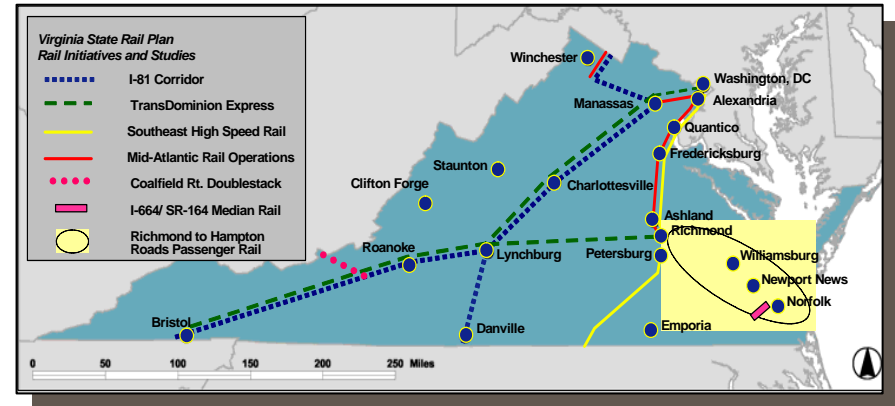 Virginia State Rail Plan
Rail Initiatives and Studies
I-81 Corridor
TransDominion Express
Southeast High Speed Rail
Mid-Atlantic Rail Operations
Coalfield Rt. Doublestack
I-664/ SR-164 Median Rail
Richmond to Hampton
Roads Passenger Rail
Winchester
Washington, DC
Manassas
Alexandria
Quantico
Fredericksburg
Staunton
Clifton Forge
Charlottesville
Ashland
Richmond
Roanoke
Lynchburg
Petersburg
Williamsburg
Newport News
Norfolk
Bristol
Danville
Emporia
0 50 100 150 200 250 Miles